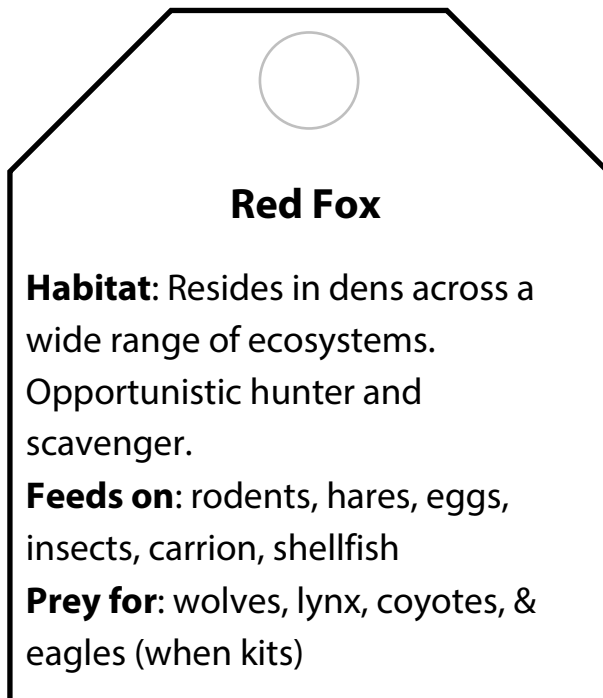 Red Fox
Habitat: Resides in dens across a
wide range of ecosystems.
Opportunistic hunter and
scavenger.
Feeds on: rodents, hares, eggs,
insects, carrion, shellfish
Prey for: wolves, lynx, coyotes, &
eagles (when kits)